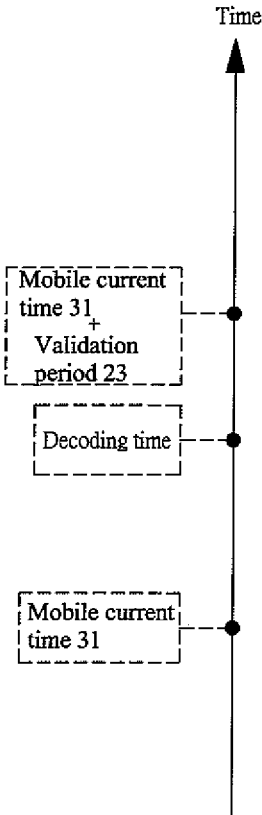 Time
Mobile current
time 31
+
Validation
period 23
Decoding time
Mobile current
time 31